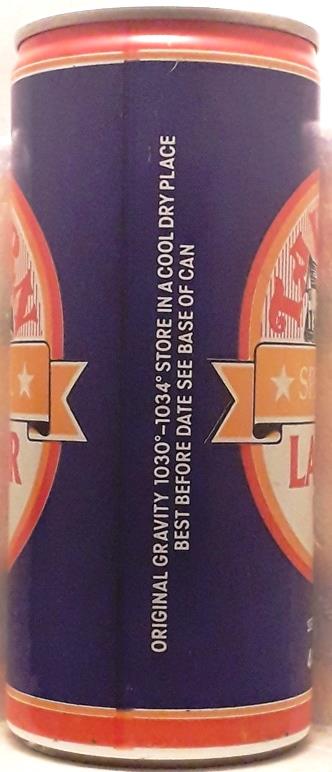 ORIGINAL GRAVITY 1030°–1034° STORE IN A COOL DRY PLACE
BEST BEFORE DATE SEE BASE OF CAN